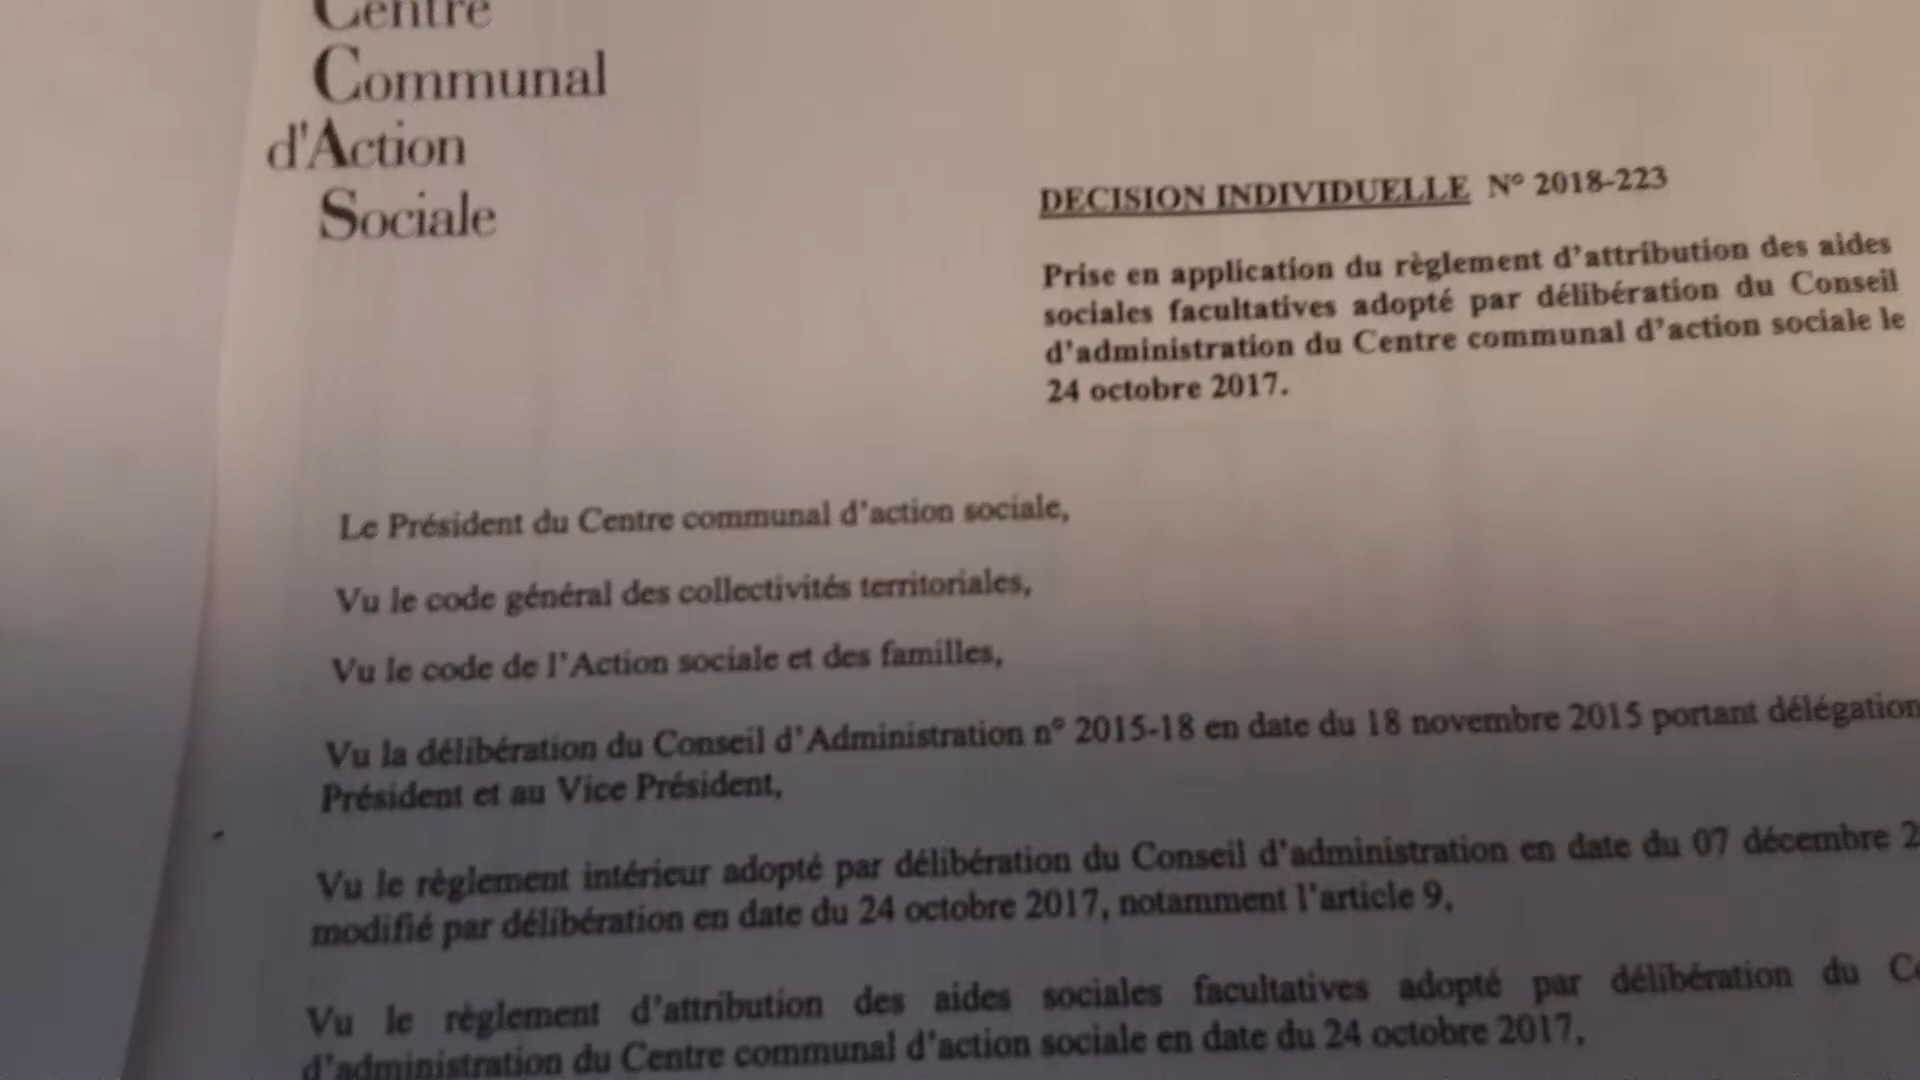 Centre
Communal
d'Action
Sociale
DECISION INDIVIDUELLE N° 2018-223
Prise en application du règlement d'attribution des aides
sociales facultatives adopté par délibération du Conseil
d'administration du Centre communal d'action sociale le
24 octobre 2017.
Le Président du Centre communal d'action sociale,
Vu le code général des collectivités territoriales,
Vu le code de l'Action sociale et des familles,
Vu la délibération du Conseil d'Administration n° 2015-18 en date du 18 novembre 2015 portant délégation
Président et au Vice Président,
Vu le règlement intérieur adopté par délibération du Conseil d'administration en date du 07 décembre 2
modifié par délibération en date du 24 octobre 2017, notamment l'article 9,
Vu le règlement d'attribution des aides sociales facultatives adopté par délibération du
d'administration du Centre communal d'action sociale en date du 24 octobre 2017,